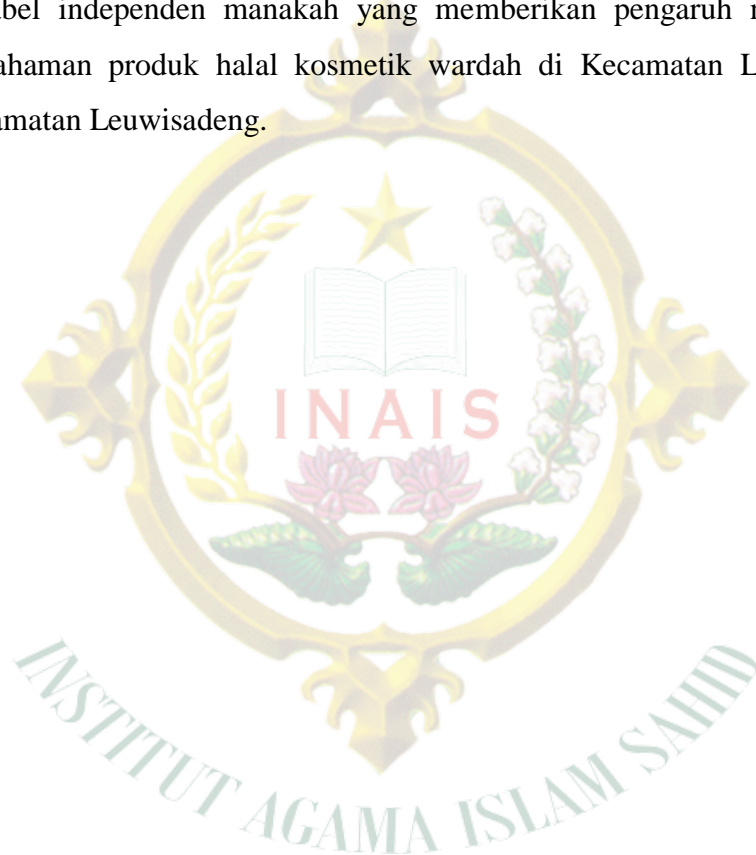 bel independen manakah yang memberikan pengaruh
ahaman produk halal kosmetik wardah di Kecamatan L
amatan Leuwisadeng.
INAIS
INSTITUT AGAMA ISLAM SAHID